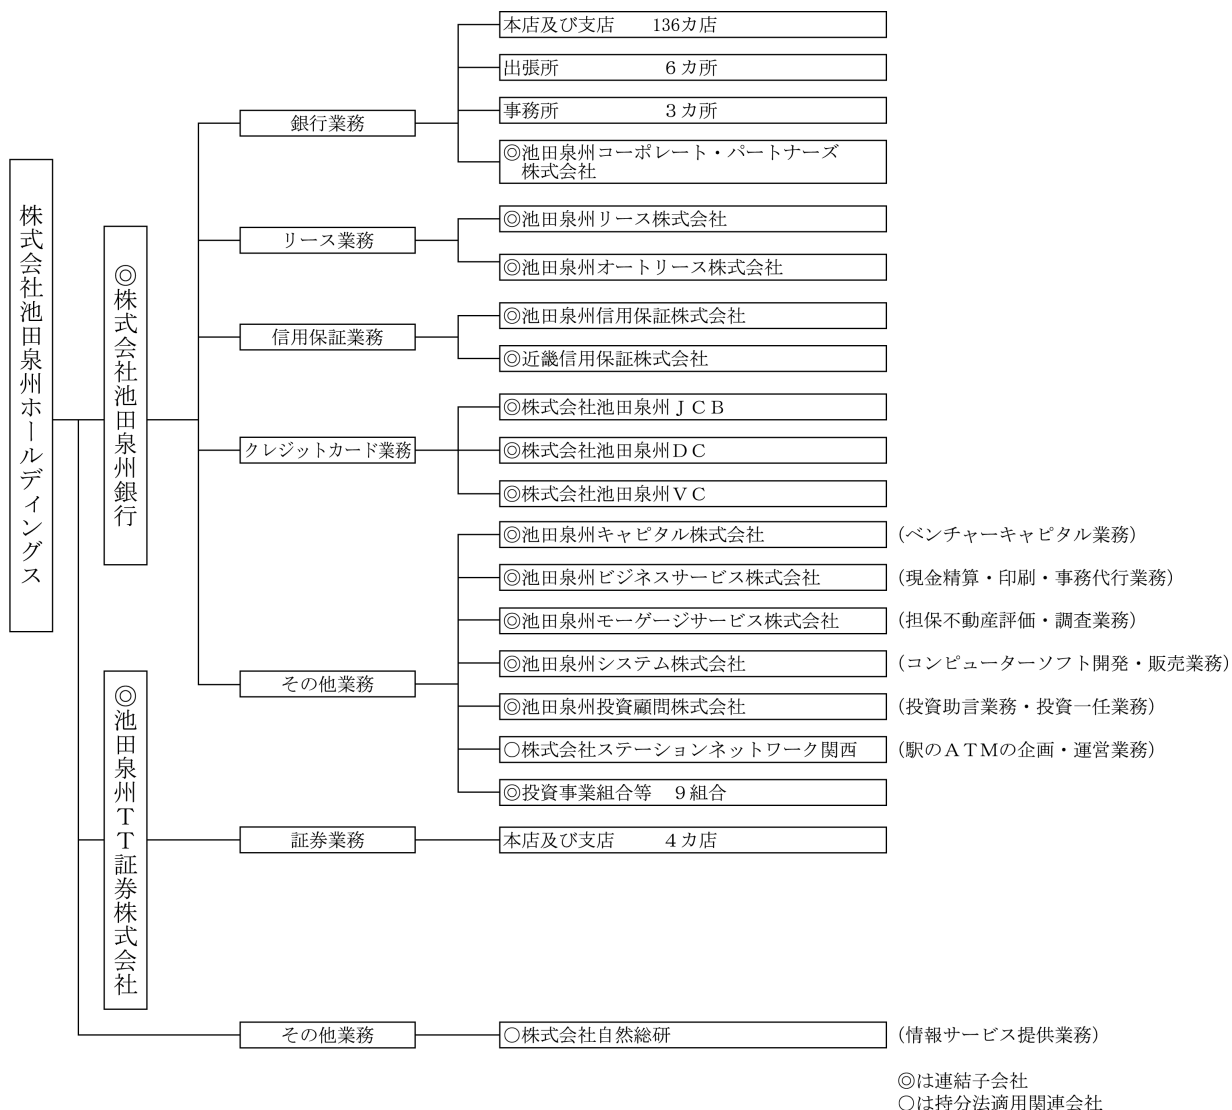 株式会社池田泉州ホールディングス
◎株式会社池田泉州銀行
銀行業務
本店及び支店　136カ店
出張所　６カ所
事務所　３カ所
◎池田泉州コーポレート・パートナーズ
株式会社
リース業務
◎池田泉州リース株式会社
◎池田泉州オートリース株式会社
信用保証業務
◎池田泉州信用保証株式会社
◎近畿信用保証株式会社
クレジットカード業務
◎株式会社池田泉州ＪＣＢ
◎株式会社池田泉州ＤＣ
◎株式会社池田泉州ＶＣ
その他業務
◎池田泉州キャピタル株式会社　（ベンチャーキャピタル業務）
◎池田泉州ビジネスサービス株式会社　（現金精算・印刷・事務代行業務）
◎池田泉州モーゲージサービス株式会社　（担保不動産評価・調査業務）
◎池田泉州システム株式会社　（コンピューターソフト開発・販売業務）
◎池田泉州投資顧問株式会社　（投資助言業務・投資一任業務）
○株式会社ステーションネットワーク関西　（駅のＡＴＭの企画・運営業務）
◎投資事業組合等　９組合
◎池田泉州ＴＴ証券株式会社
証券業務
本店及び支店　４カ店
その他業務
○株式会社自然総研　（情報サービス提供業務）
◎は連結子会社
○は持分法適用関連会社